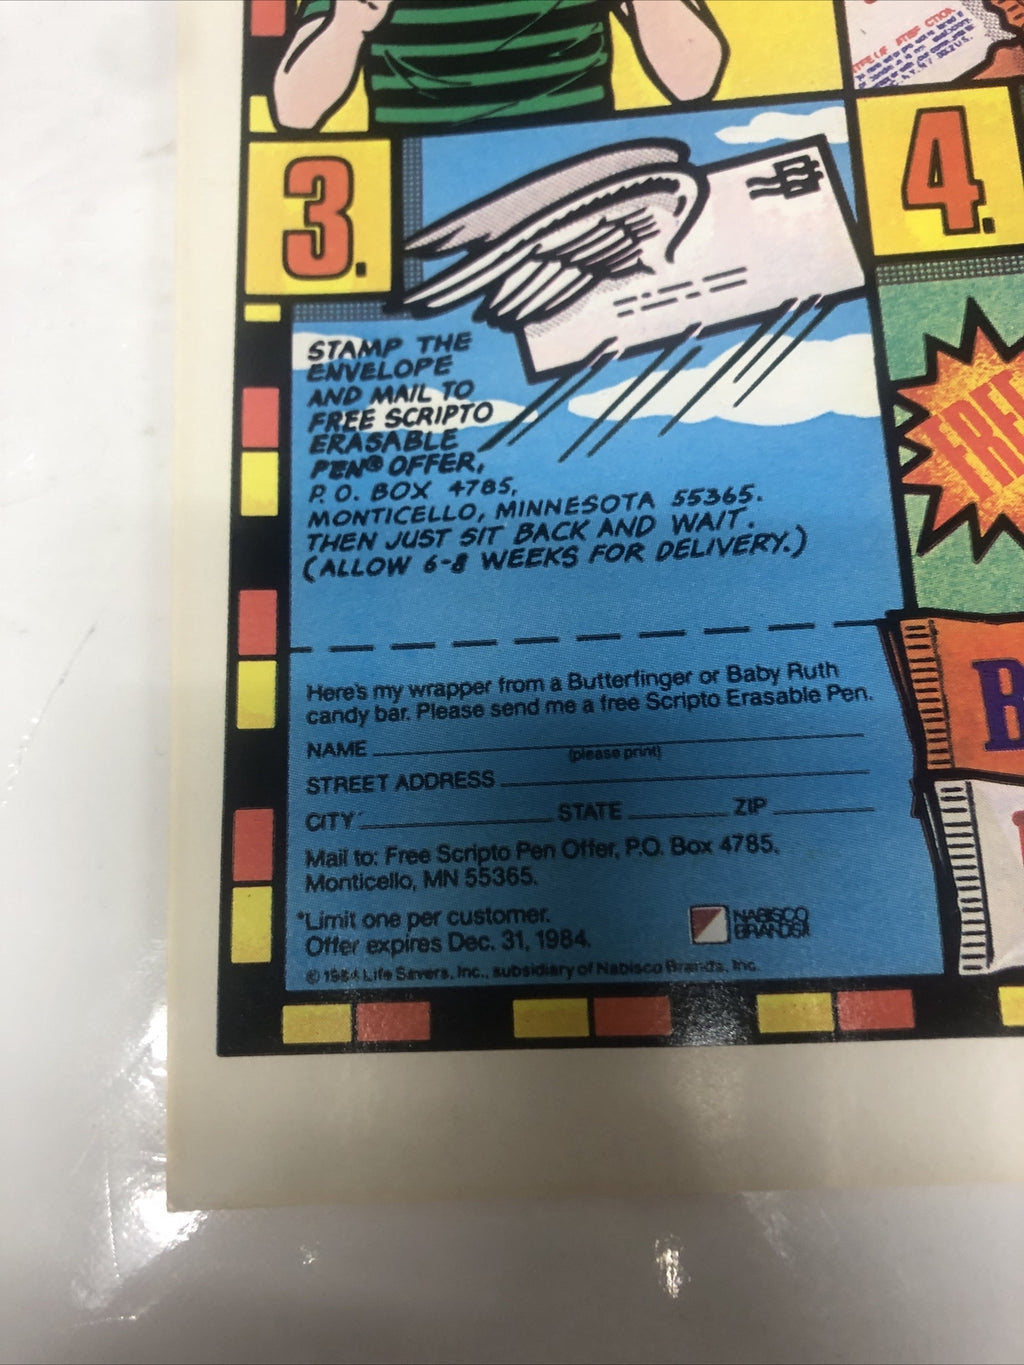 3.
STAMP THE
ENVELOPE
AND MAIL TO
FREE SCRIPTO
ERASABLE
PEN® OFFER,
P.O. BOX 4785,
MONTICELLO, MINNESOTA 55365.
THEN JUST SIT BACK AND WAIT.
(ALLOW 6-8 WEEKS FOR DELIVERY.)
Here's my wrapper from a Butterfinger or Baby Ruth
candy bar. Please send me a free Scripto Erasable Pen.
NAME
(please print)
STREET ADDRESS
CITY STATE ZIP
Mail to: Free Scripto Pen Offer, P.O. Box 4785,
Monticello, MN 55365.
*Limit one per customer.
Offer expires Dec. 31, 1984.
NABISCO
BRANDS
© 1984 Life Savers, Inc., subsidiary of Nabisco Brands, Inc.
4.
FREE
B